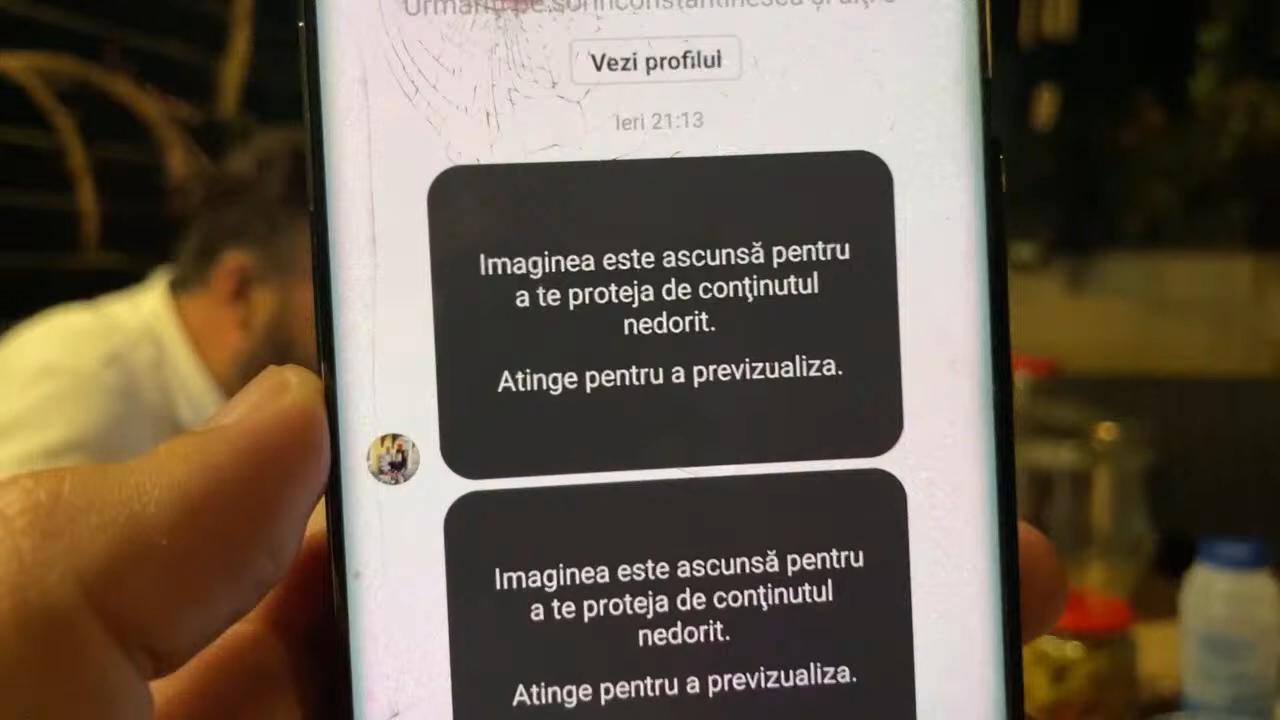 Vezi profilul
Ieri 21:13
Imaginea este ascunsă pentru
a te proteja de conţinutul
nedorit.
Atinge pentru a previzualiza.
Imaginea este ascunsă pentru
a te proteja de conţinutul
nedorit.
Atinge pentru a previzualiza.